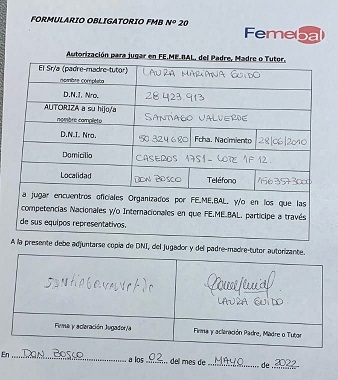 FORMULARIO OBLIGATORIO FMB Nº 20
Femebal
Autorización para jugar en FE.ME.BAL. del Padre, Madre o Tutor.
El Sr/a (padre-madre-tutor) nombre completo LAURA MARIANA GUIDO
D.N.I. Nro. 28.423.913
AUTORIZA a su hijo/a nombre completo SANTIAGO VALVERDE
D.N.I. Nro. 50.324.680 Fcha. Nacimiento 28/06/2010
Domicilio CASEROS 1751 - LOTE 1F 12
Localidad DON BOSCO Teléfono
a jugar encuentros oficiales Organizados por FE.ME.BAL. y/o en los que las
competencias Nacionales y/o Internacionales en que FE.ME.BAL. participe a través
de sus equipos representativos.
A la presente debe adjuntarse copia de DNI, del jugador y del padre-madre-tutor autorizante.
LAURA GUIDO
Firma y aclaración Jugador/a Firma y aclaración Padre, Madre o Tutor
En DON BOSCO a los 02 del mes de MAYO de 2022